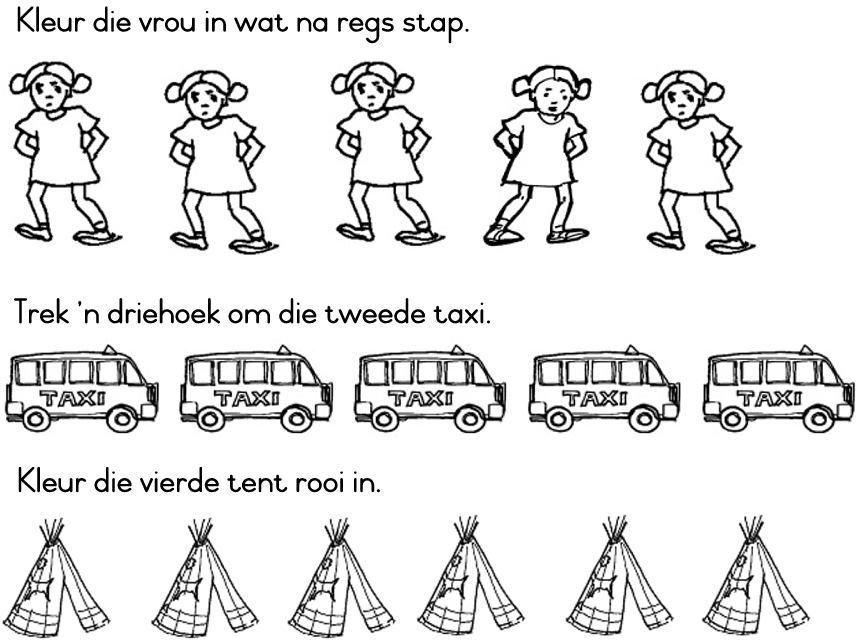 Kleur die vrou in wat na regs stap.
Trek 'n driehoek om die tweede taxi.
TAXI TAXI TAXI TAXI TAXI
Kleur die vierde tent rooi in.